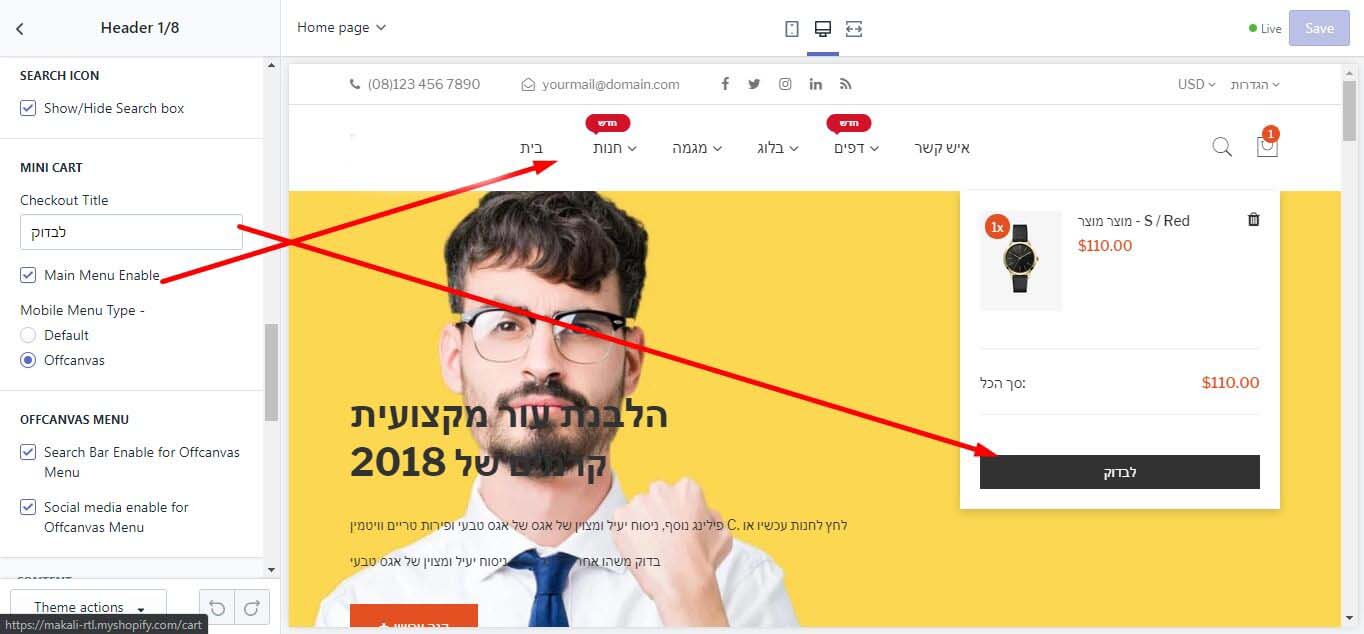 Header 1/8
Home page
Live
Save
SEARCH ICON
Show/Hide Search box
MINI CART
Checkout Title
לבדוק
Main Menu Enable
Mobile Menu Type -
Default
Offcanvas
OFFCANVAS MENU
Search Bar Enable for Offcanvas
Menu
Social media enable for
Offcanvas Menu
Theme actions
https://makali-rtl.myshopify.com/cart
(08)123 456 7890
yourmail@domain.com
USD
הגדרות
חדש
חדש
בית
חנות
מגמה
בלוג
דפים
איש קשר
1
1x
מוצר מוצר - S / Red
$110.00
סך הכל:
$110.00
לבדוק
הלבנת עור מקצועית
של 2018
לחץ לחנות עכשיו או .C פילינג נוסף, ניסוח יעיל ומצוין של אגס של אגס טבעי ופירות טריים וויטמין
בדוק משהו אחר
ניסוח יעיל ומצוין של אגס טבעי